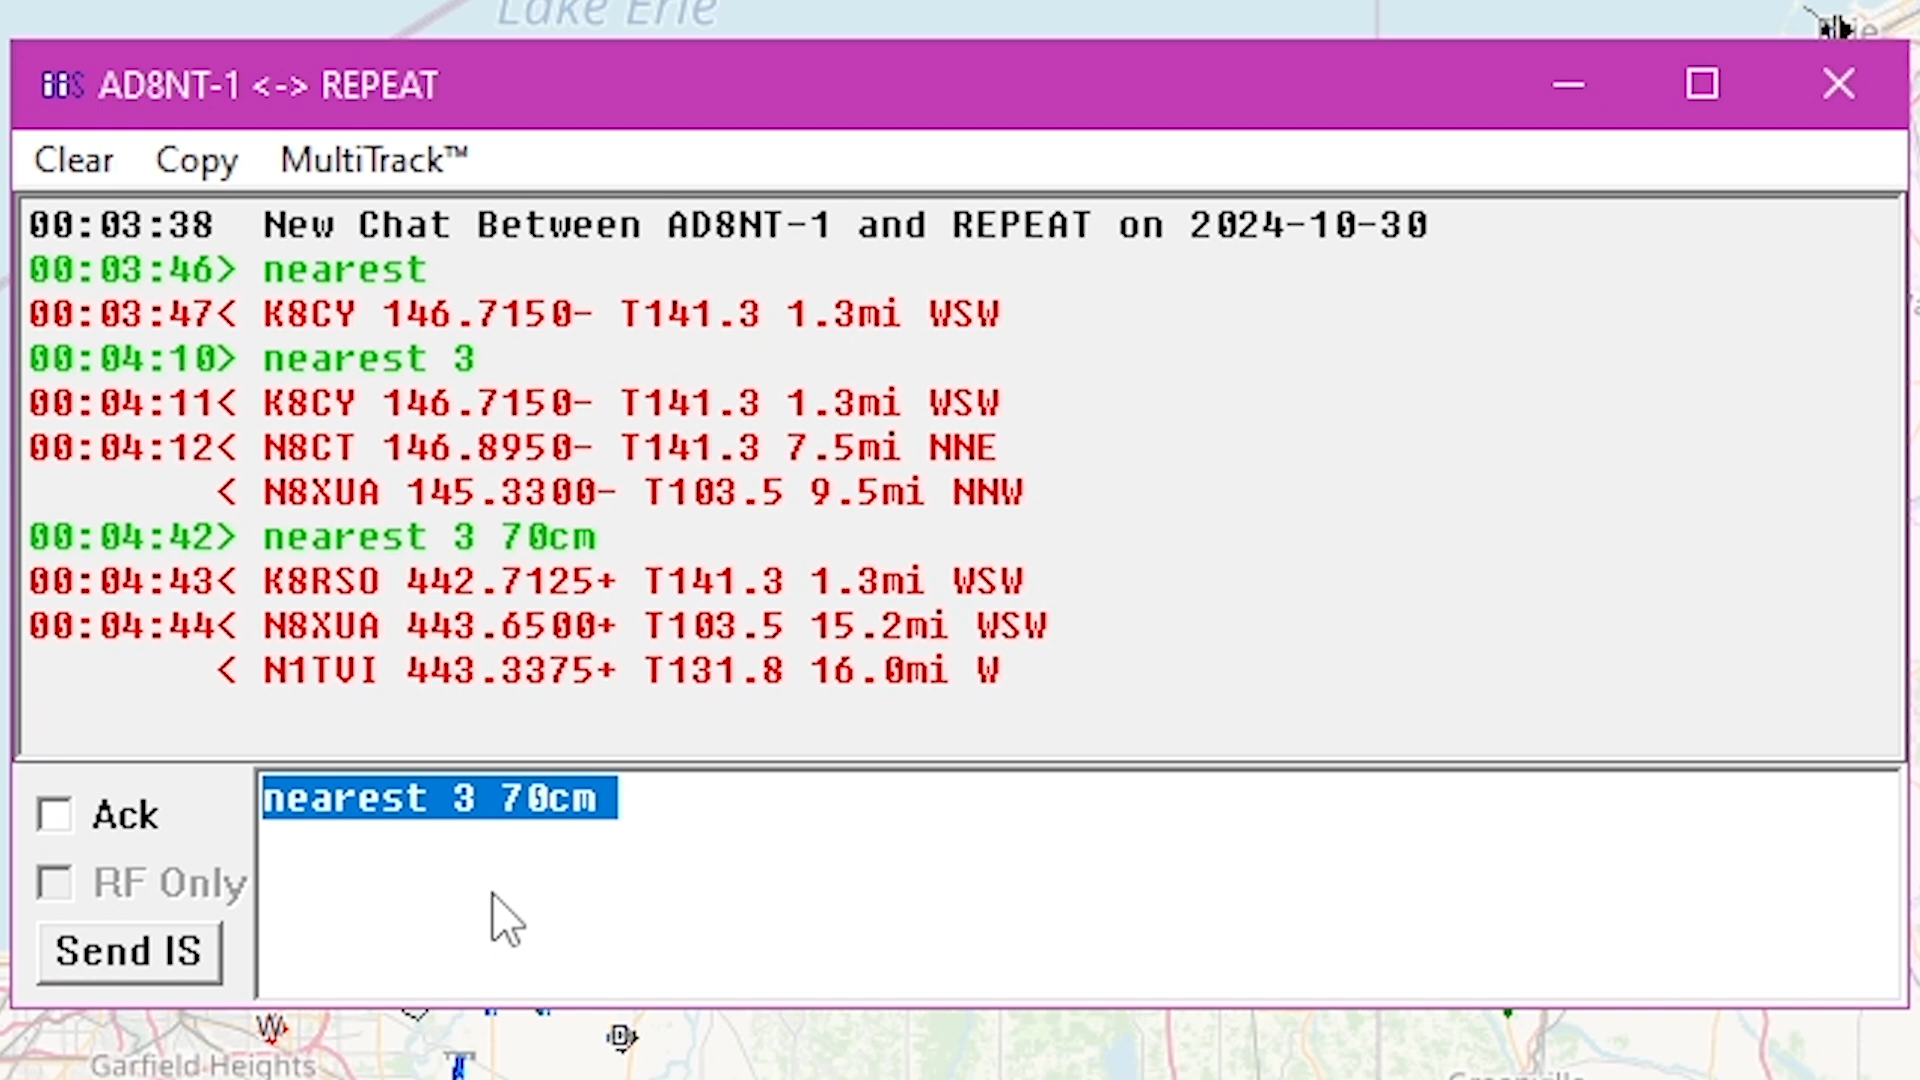 Lake Erie
AD8NT-1 <-> REPEAT
Clear Copy MultiTrack™
00:03:38 New Chat Between AD8NT-1 and REPEAT on 2024-10-30
00:03:46> nearest
00:03:47< K8CY 146.7150- T141.3 1.3mi WSW
00:04:10> nearest 3
00:04:11< K8CY 146.7150- T141.3 1.3mi WSW
00:04:12< N8CT 146.8950- T141.3 7.5mi NNE
< N8XUA 145.3300- T103.5 9.5mi NNW
00:04:42> nearest 3 70cm
00:04:43< K8RSO 442.7125+ T141.3 1.3mi WSW
00:04:44< N8XUA 443.6500+ T103.5 15.2mi WSW
< N1TVI 443.3375+ T131.8 16.0mi W
nearest 3 70cm
Ack
RF Only
Send IS
Garfield Heights